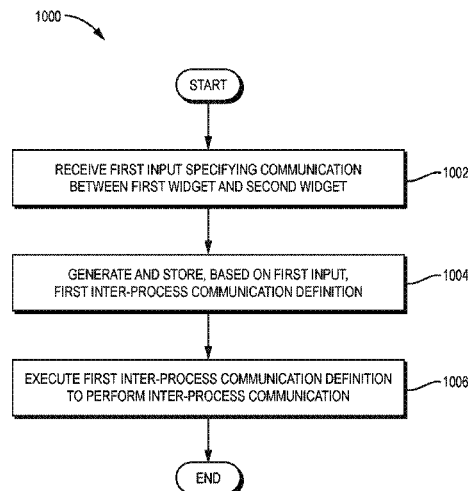 1000
START
RECEIVE FIRST INPUT SPECIFYING COMMUNICATION
BETWEEN FIRST WIDGET AND SECOND WIDGET
1002
GENERATE AND STORE, BASED ON FIRST INPUT,
FIRST INTER-PROCESS COMMUNICATION DEFINITION
1004
EXECUTE FIRST INTER-PROCESS COMMUNICATION DEFINITION
TO PERFORM INTER-PROCESS COMMUNICATION
1006
END